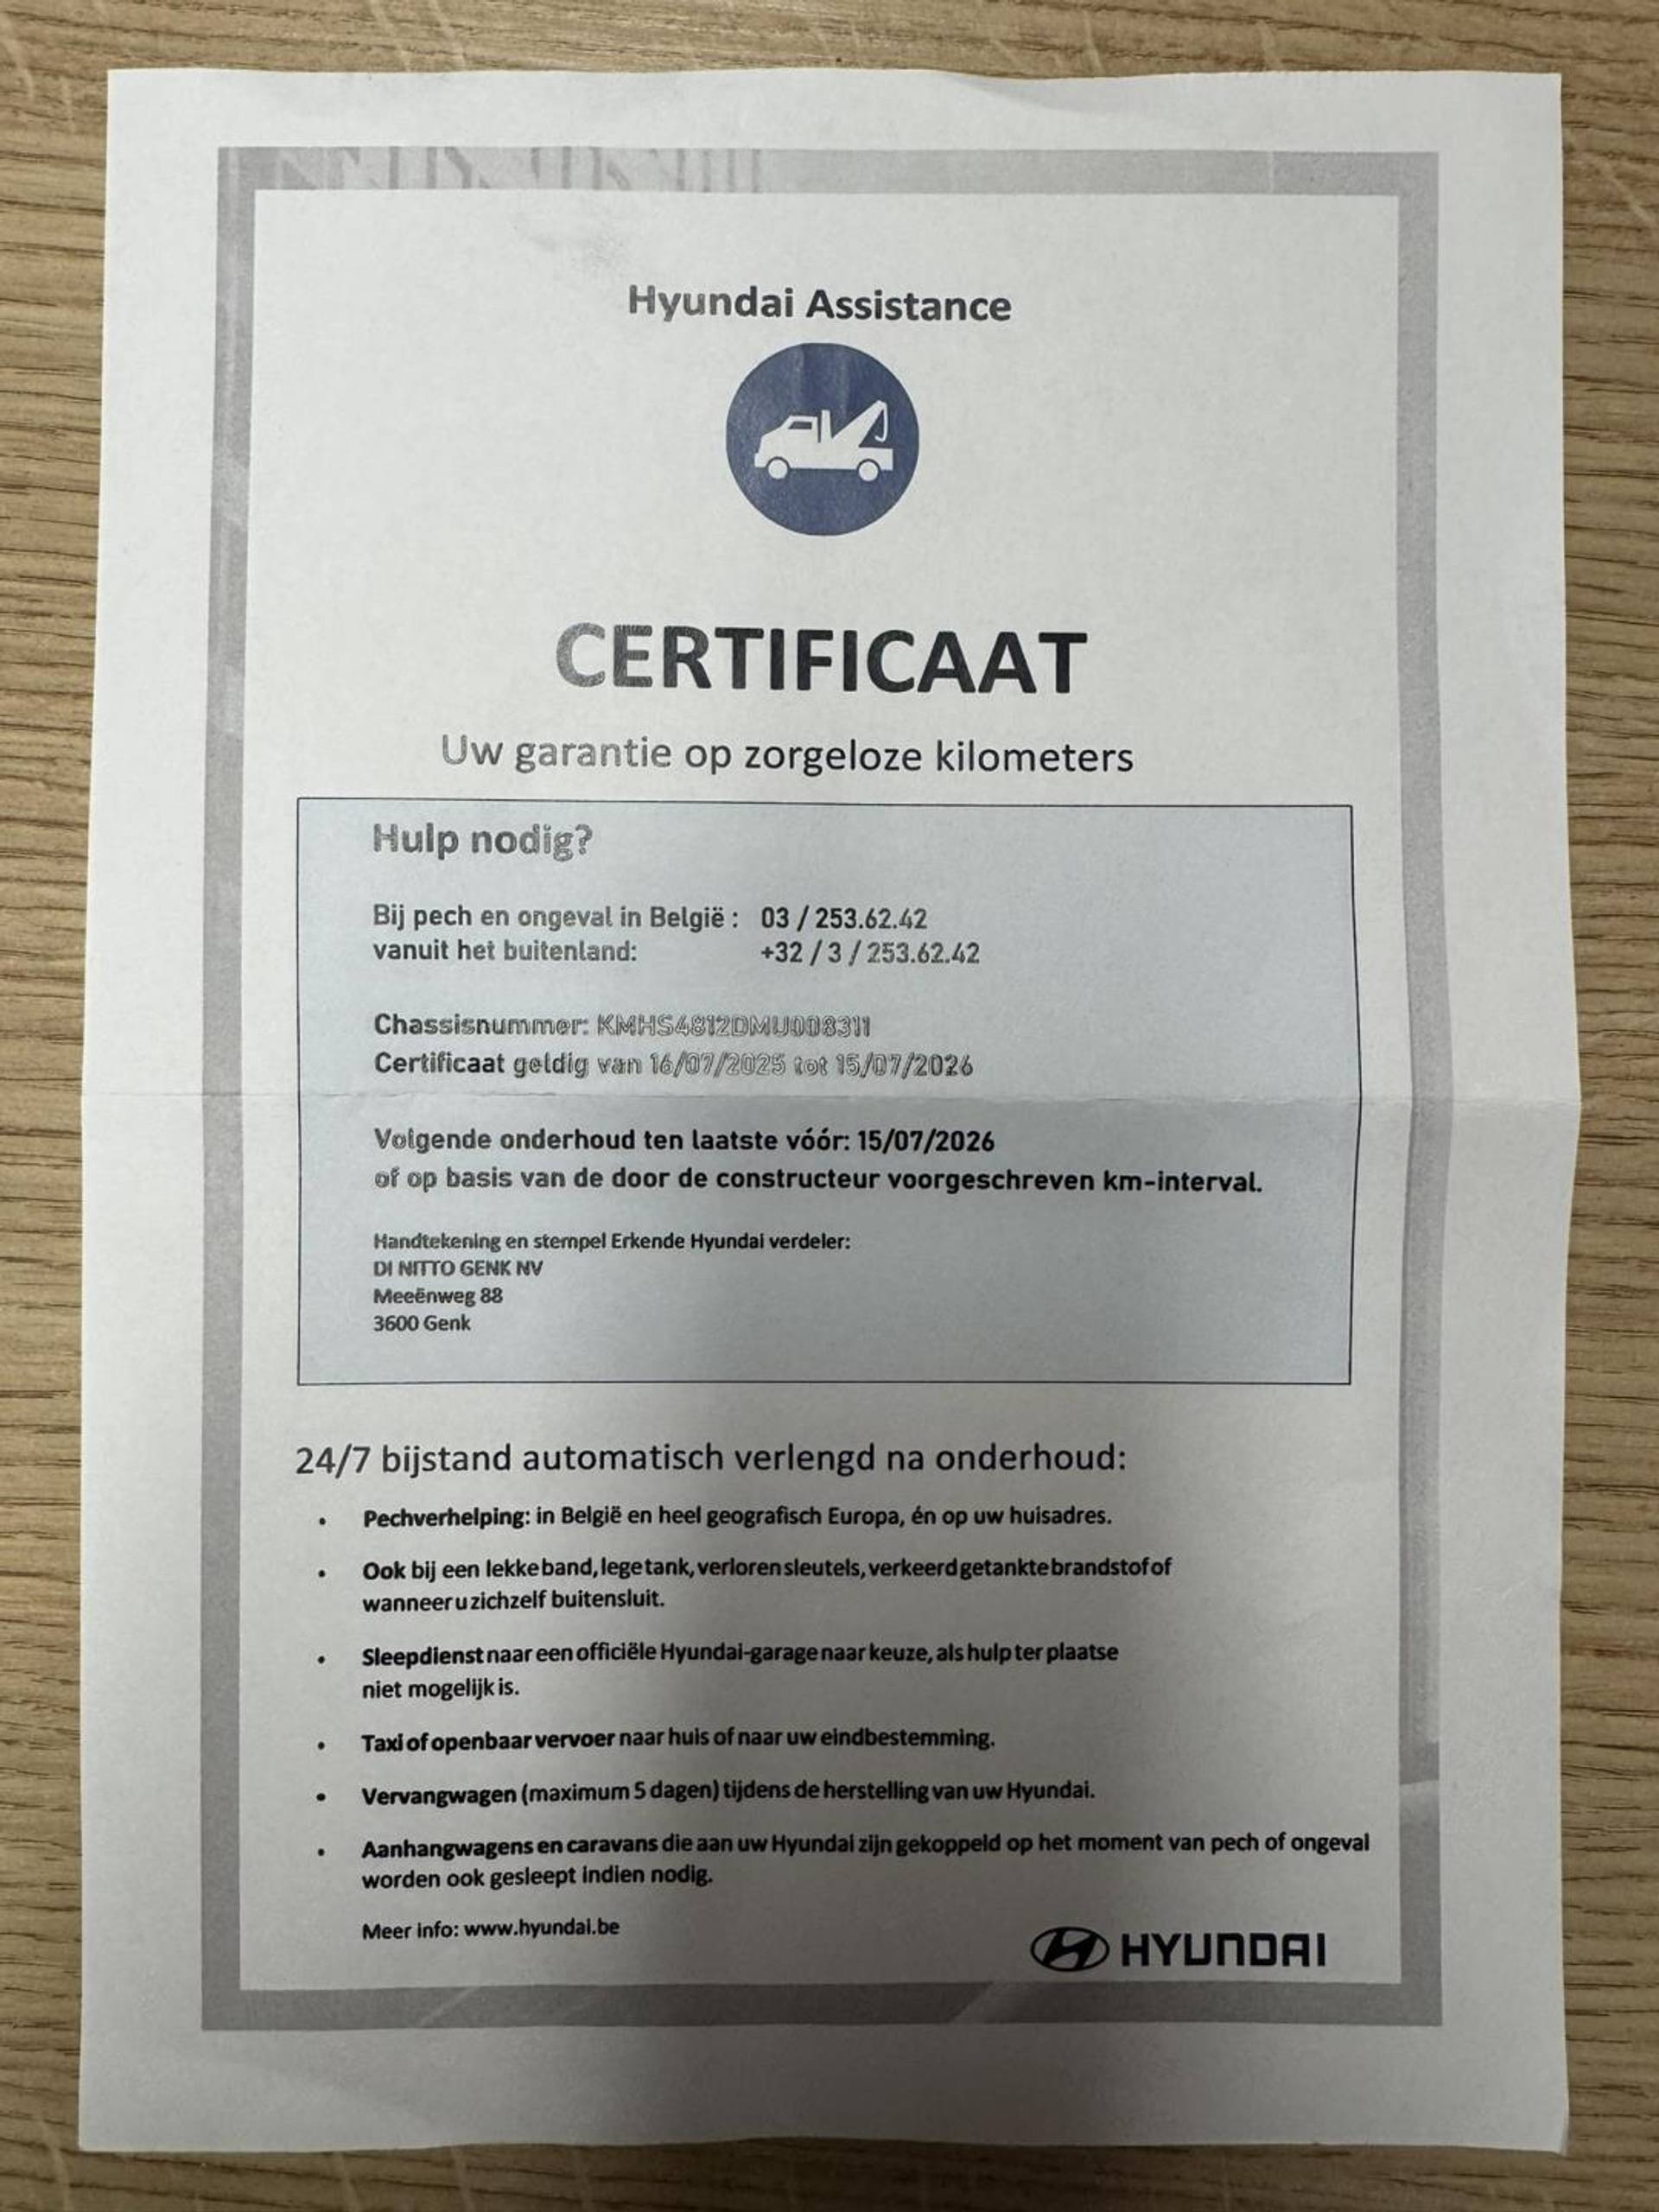 Hyundai Assistance
CERTIFICAAT
Uw garantie op zorgeloze kilometers
Hulp nodig?
Bij pech en ongeval in België : 03 / 253.62.42
vanuit het buitenland: +32 / 3 / 253.62.42
Chassisnummer: KMHS4812DMU008311
Certificaat geldig van 16/07/2025 tot 15/07/2026
Volgende onderhoud ten laatste vóór: 15/07/2026
of op basis van de door de constructeur voorgeschreven km-interval.
Handtekening en stempel Erkende Hyundai verdeler:
DI NITTO GENK NV
Meeënweg 88
3600 Genk
24/7 bijstand automatisch verlengd na onderhoud:
• Pechverhelping: in België en heel geografisch Europa, én op uw huisadres.
• Ook bij een lekke band, lege tank, verloren sleutels, verkeerd getankte brandstof of
wanneer u zichzelf buitensluit.
• Sleepdienst naar een officiële Hyundai-garage naar keuze, als hulp ter plaatse
niet mogelijk is.
• Taxi of openbaar vervoer naar huis of naar uw eindbestemming.
• Vervangwagen (maximum 5 dagen) tijdens de herstelling van uw Hyundai.
• Aanhangwagens en caravans die aan uw Hyundai zijn gekoppeld op het moment van pech of ongeval
worden ook gesleept indien nodig.
Meer info: www.hyundai.be
HYUNDAI